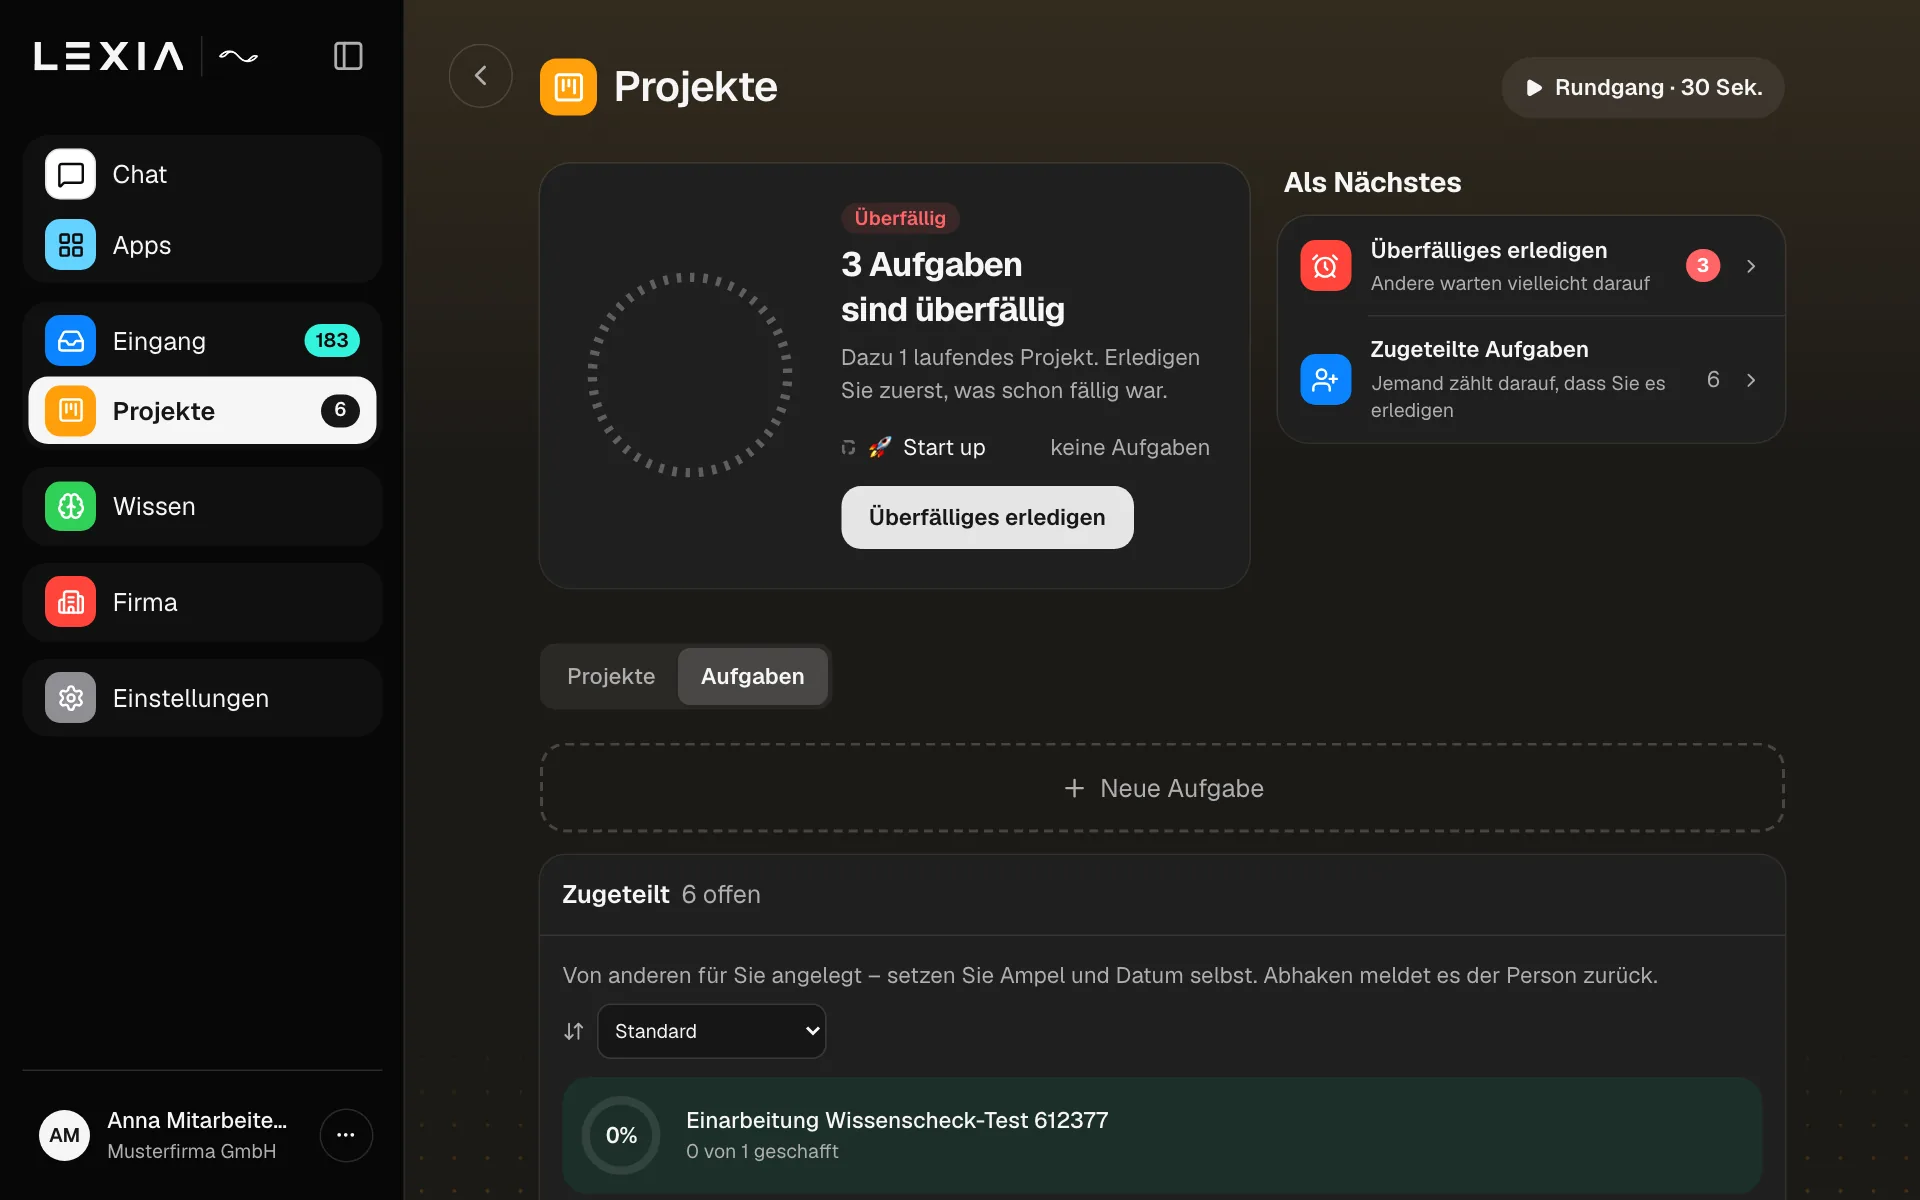 LEXIA
Chat
Apps
Eingang 183
Projekte 6
Wissen
Firma
Einstellungen
AM
Anna Mitarbeite...
Musterfirma GmbH
Projekte
Rundgang · 30 Sek.
Überfällig
3 Aufgaben
sind überfällig
Dazu 1 laufendes Projekt. Erledigen
Sie zuerst, was schon fällig war.
🚀 Start up keine Aufgaben
Überfälliges erledigen
Als Nächstes
Überfälliges erledigen
Andere warten vielleicht darauf
3
Zugeteilte Aufgaben
Jemand zählt darauf, dass Sie es
erledigen
6
Projekte Aufgaben
+ Neue Aufgabe
Zugeteilt 6 offen
Von anderen für Sie angelegt – setzen Sie Ampel und Datum selbst. Abhaken meldet es der Person zurück.
Standard
0%
Einarbeitung Wissenscheck-Test 612377
0 von 1 geschafft